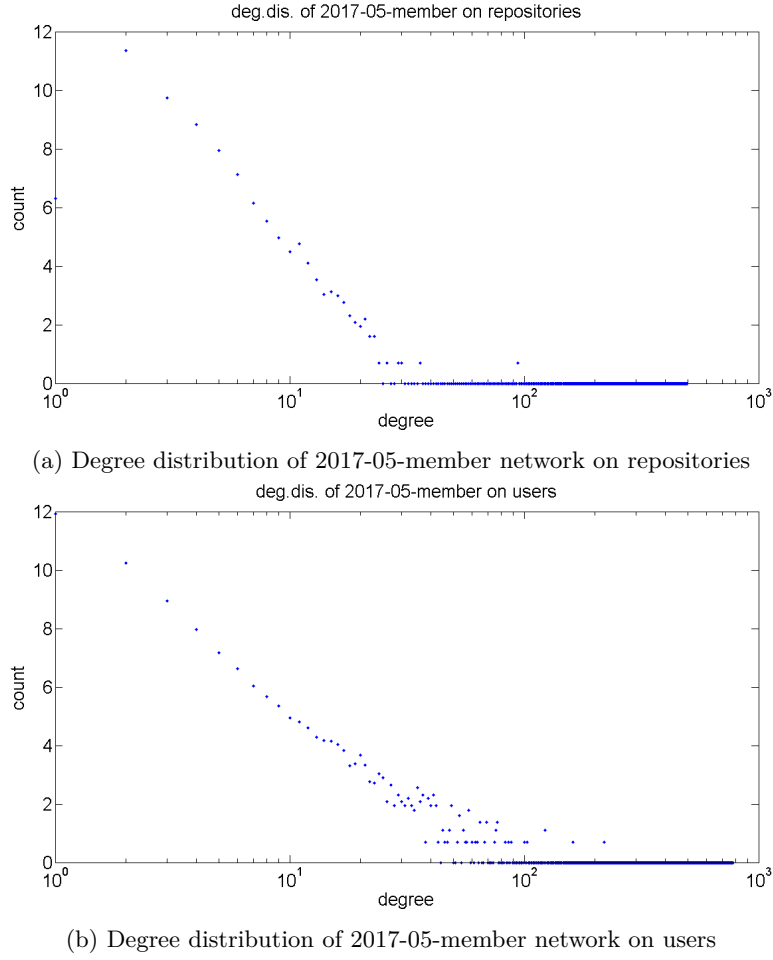 deg.dis. of 2017-05-member on repositories
12
10
8
6
4
2
0
count
10^0 10^1 10^2 10^3
degree
(a) Degree distribution of 2017-05-member network on repositories
deg.dis. of 2017-05-member on users
12
10
8
6
4
2
0
count
10^0 10^1 10^2 10^3
degree
(b) Degree distribution of 2017-05-member network on users